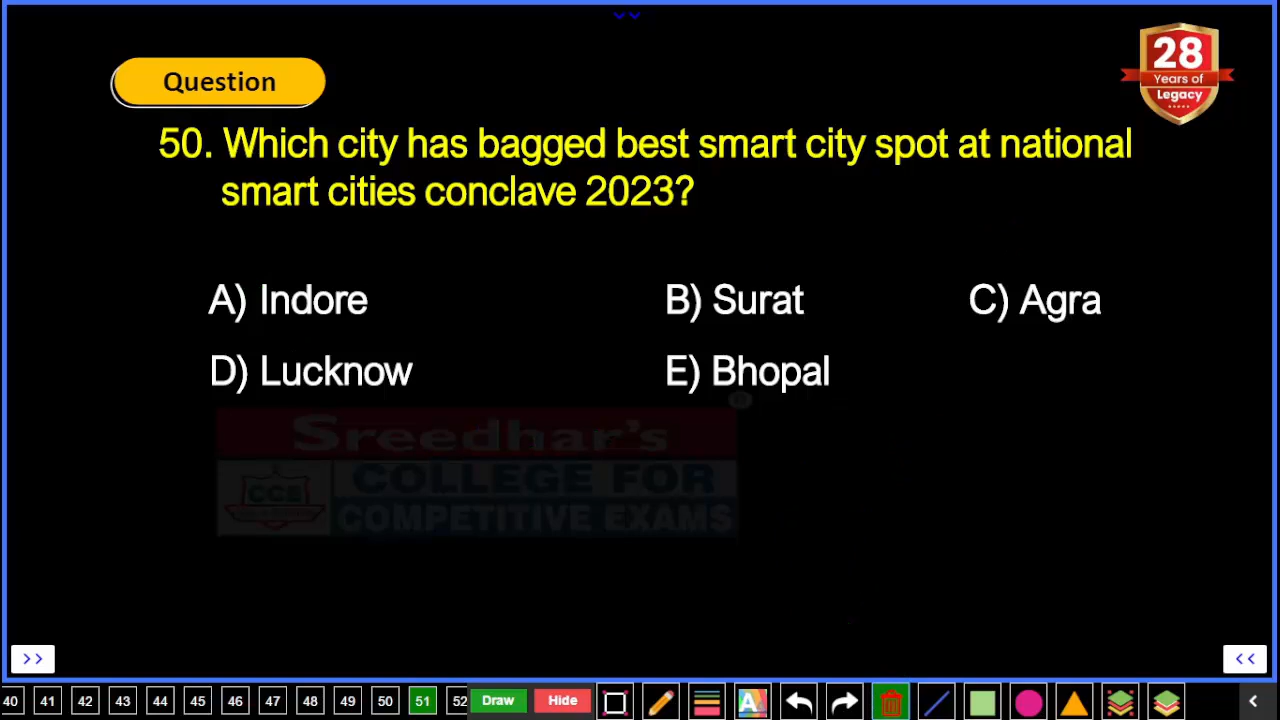 Question
28
Years of
Legacy
50. Which city has bagged best smart city spot at national
smart cities conclave 2023?
A) Indore
B) Surat
C) Agra
D) Lucknow
E) Bhopal
Sreedhar's
CCE
COLLEGE FOR
COMPETITIVE EXAMS
>>
<<
40 41 42 43 44 45 46 47 48 49 50 51 52 Draw Hide A <